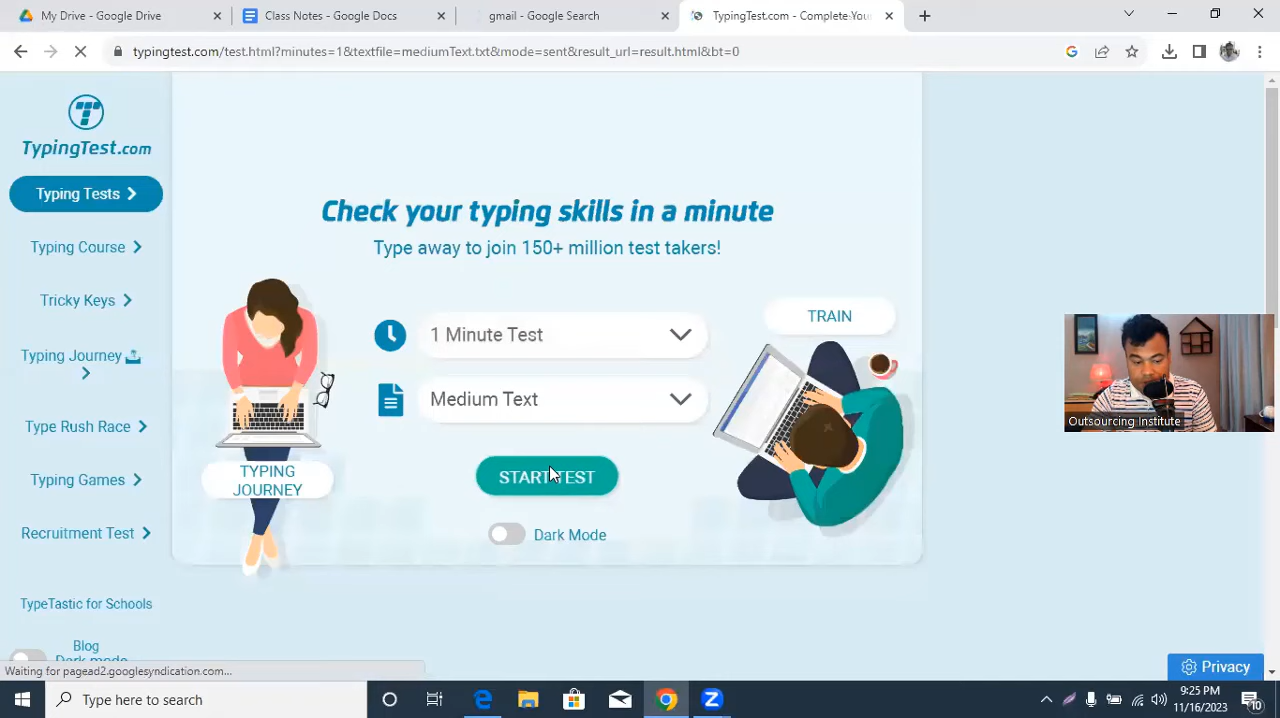 My Drive - Google Drive
Class Notes - Google Docs
gmail - Google Search
TypingTest.com - Complete You
typingtest.com/test.html?minutes=1&textfile=mediumText.txt&mode=sent&result_url=result.html&bt=0
TypingTest.com
Typing Tests
Typing Course
Tricky Keys
Typing Journey
Type Rush Race
Typing Games
Recruitment Test
TypeTastic for Schools
Blog
Dark mode
Check your typing skills in a minute
Type away to join 150+ million test takers!
1 Minute Test
Medium Text
START TEST
Dark Mode
TYPING
JOURNEY
TRAIN
Outsourcing Institute
Privacy
Waiting for pagead2.googlesyndication.com...
Type here to search
9:25 PM
11/16/2023
10